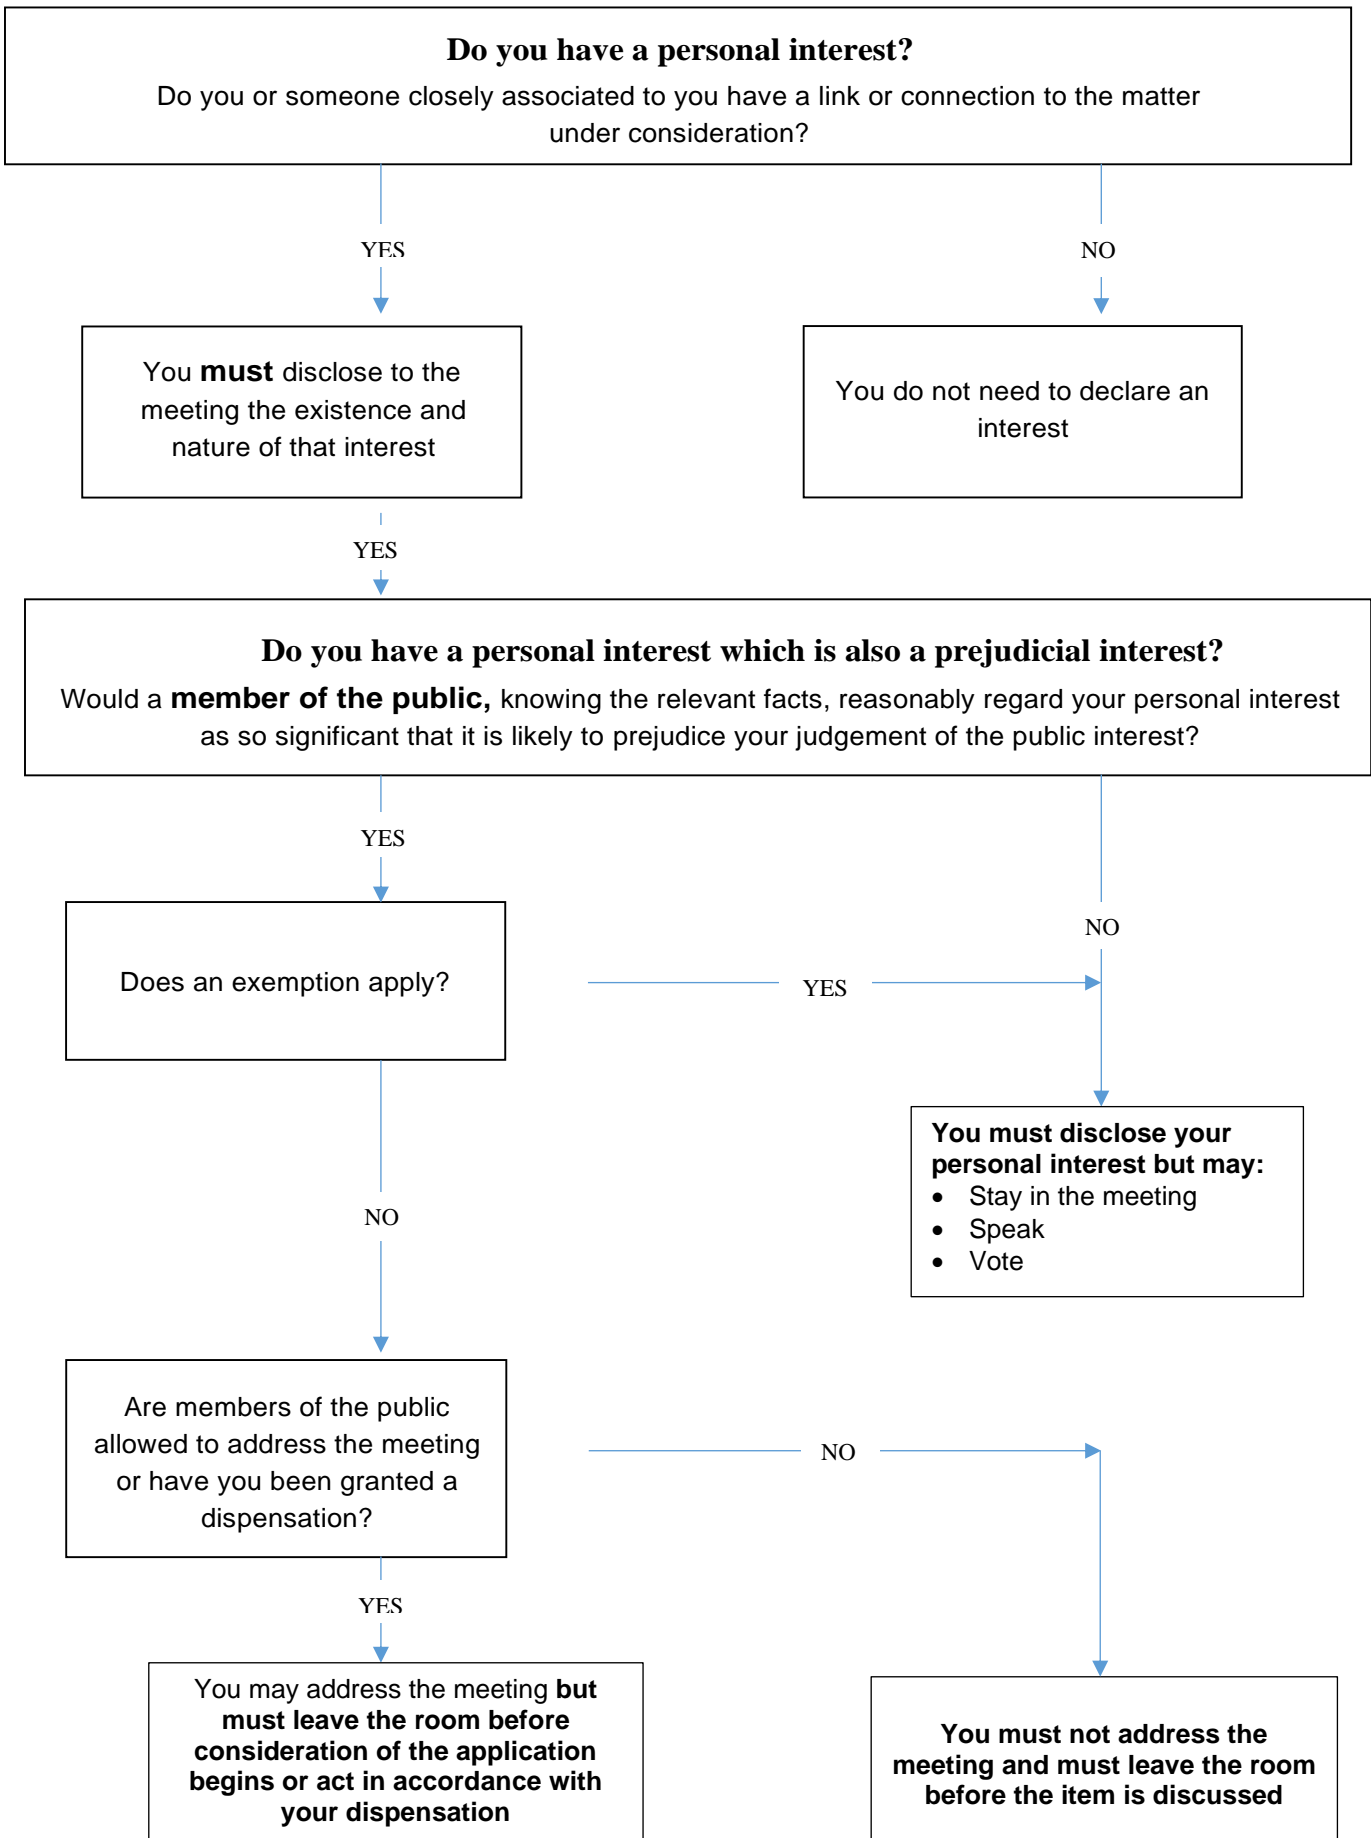 Do you have a personal interest?
Do you or someone closely associated to you have a link or connection to the matter
under consideration?
YES
NO
You must disclose to the
meeting the existence and
nature of that interest
You do not need to declare an
interest
YES
Do you have a personal interest which is also a prejudicial interest?
Would a member of the public, knowing the relevant facts, reasonably regard your personal interest
as so significant that it is likely to prejudice your judgement of the public interest?
YES
NO
Does an exemption apply?
YES
You must disclose your
personal interest but may:
• Stay in the meeting
• Speak
• Vote
NO
Are members of the public
allowed to address the meeting
or have you been granted a
dispensation?
NO
YES
You may address the meeting but
must leave the room before
consideration of the application
begins or act in accordance with
your dispensation
You must not address the
meeting and must leave the room
before the item is discussed